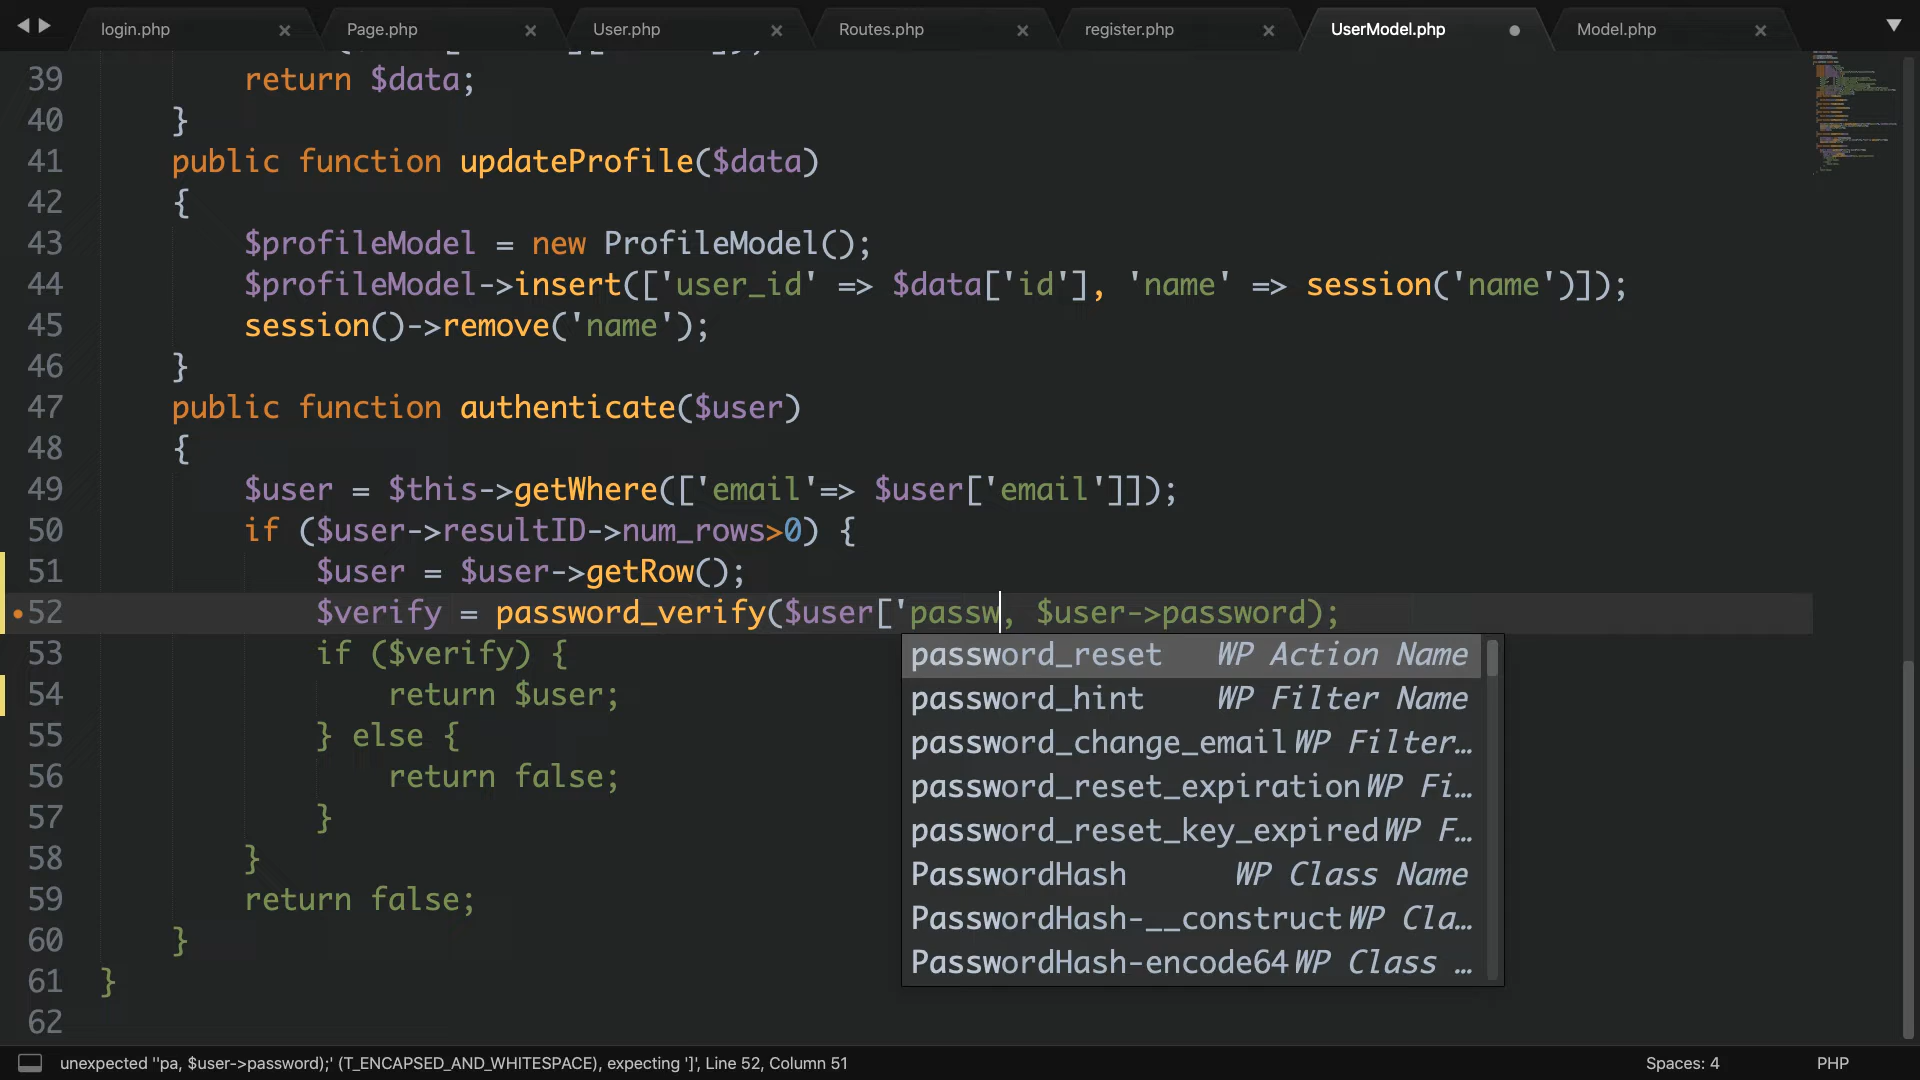 login.php
Page.php
User.php
Routes.php
register.php
UserModel.php
Model.php
39 return $data;
40 }
41 public function updateProfile($data)
42 {
43 $profileModel = new ProfileModel();
44 $profileModel->insert(['user_id' => $data['id'], 'name' => session('name')]);
45 session()->remove('name');
46 }
47 public function authenticate($user)
48 {
49 $user = $this->getWhere(['email'=> $user['email']]);
50 if ($user->resultID->num_rows>0) {
51 $user = $user->getRow();
52 $verify = password_verify($user['passw, $user->password);
53 if ($verify) {
54 return $user;
55 } else {
56 return false;
57 }
58 }
59 return false;
60 }
61 }
62
password_reset WP Action Name
password_hint WP Filter Name
password_change_email WP Filter…
password_reset_expiration WP Fi…
password_reset_key_expired WP F…
PasswordHash WP Class Name
PasswordHash-__construct WP Cla…
PasswordHash-encode64 WP Class …
unexpected ''pa, $user->password);' (T_ENCAPSED_AND_WHITESPACE), expecting ']', Line 52, Column 51
Spaces: 4
PHP